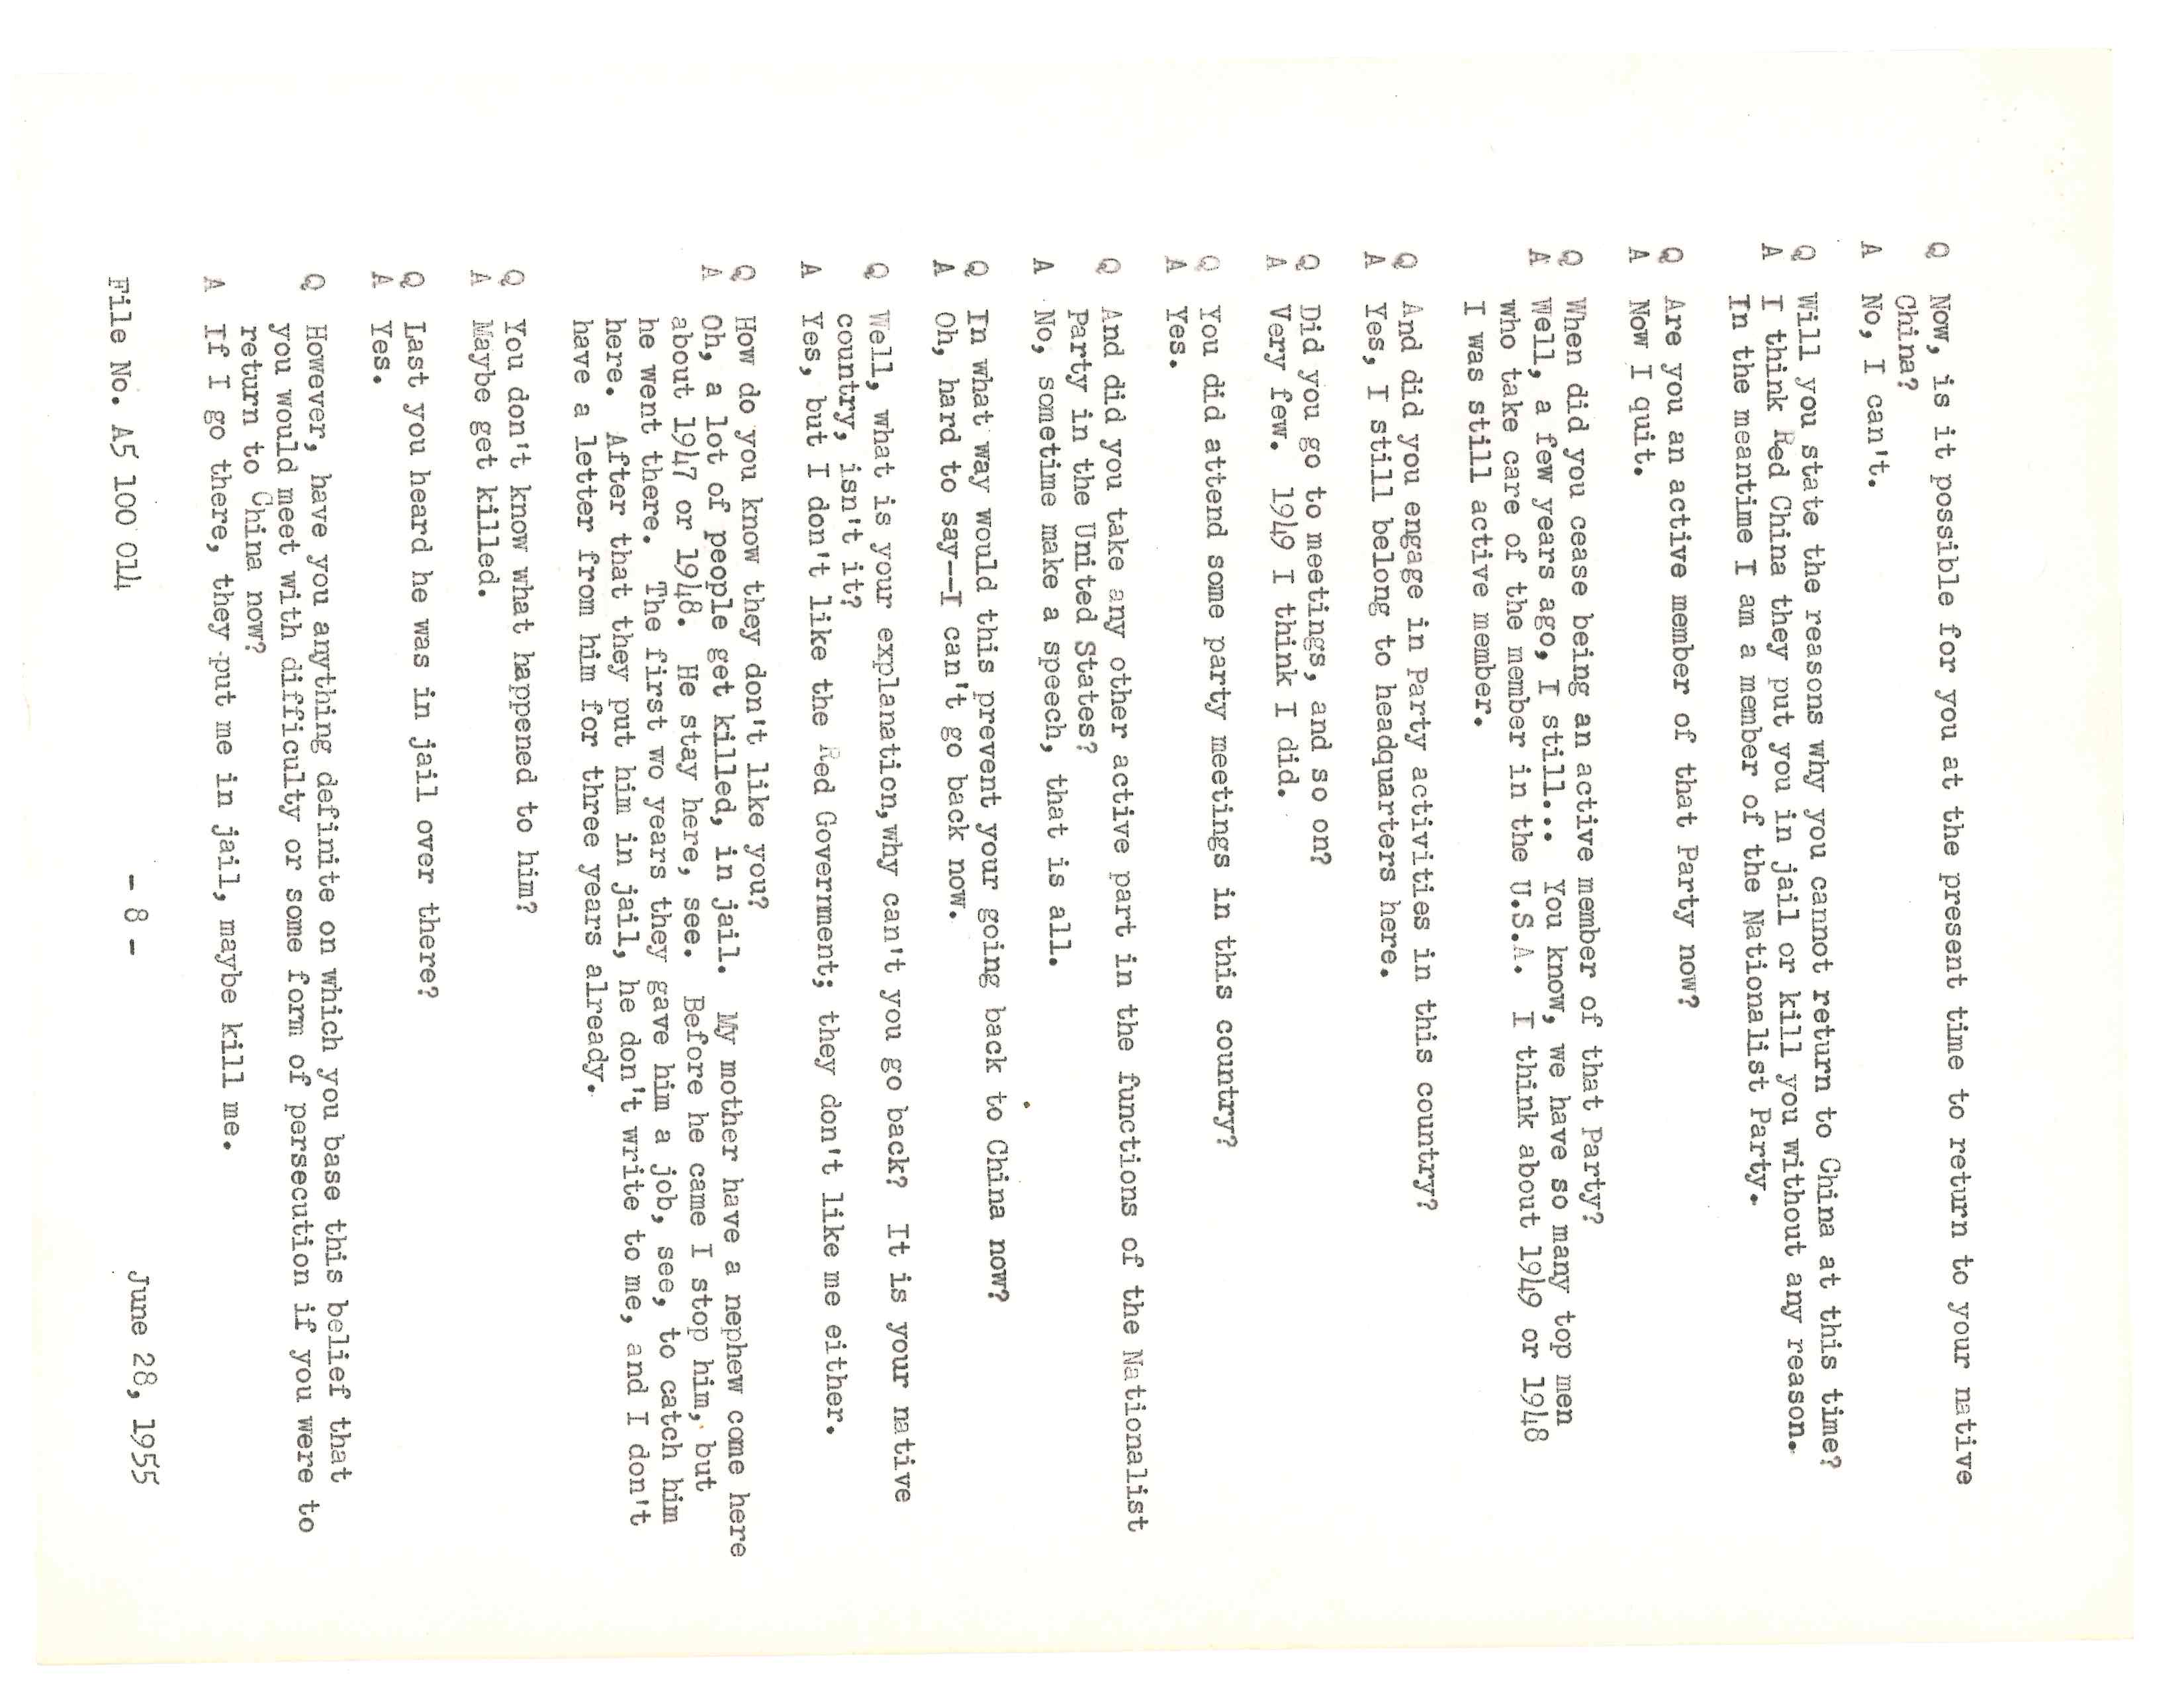 Q Now, is it possible for you at the present time to return to your native
China?
A No, I can't.
Q Will you state the reasons why you cannot return to China at this time?
A I think Red China they put you in jail or kill you without any reason.
In the meantime I am a member of the Nationalist Party.
Q Are you an active member of that Party now?
A Now I quit.
Q When did you cease being an active member of that Party?
A Well, a few years ago, I still... You know, we have so many top men
who take care of the member in the U.S.A. I think about 1949 or 1948
I was still active member.
Q And did you engage in Party activities in this country?
A Yes, I still belong to headquarters here.
Q Did you go to meetings, and so on?
A Very few. 1949 I think I did.
Q You did attend some party meetings in this country?
A Yes.
Q And did you take any other active part in the functions of the Nationalist
Party in the United States?
A No, sometime make a speech, that is all.
Q In what way would this prevent your going back to China now?
A Oh, hard to say--I can't go back now.
Q Well, what is your explanation,why can't you go back? It is your native
country, isn't it?
A Yes, but I don't like the Red Government; they don't like me either.
Q How do you know they don't like you?
A Oh, a lot of people get killed, in jail. My mother have a nephew come here
about 1947 or 1948. He stay here, see. Before he came I stop him, but
he went there. The first wo years they gave him a job, see, to catch him
here. After that they put him in jail, he don't write to me, and I don't
have a letter from him for three years already.
Q You don't know what happened to him?
A Maybe get killed.
Q Last you heard he was in jail over there?
A Yes.
Q However, have you anything definite on which you base this belief that
you would meet with difficulty or some form of persecution if you were to
return to China now?
A If I go there, they put me in jail, maybe kill me.
File No. A5 100 014 - 8 - June 28, 1955